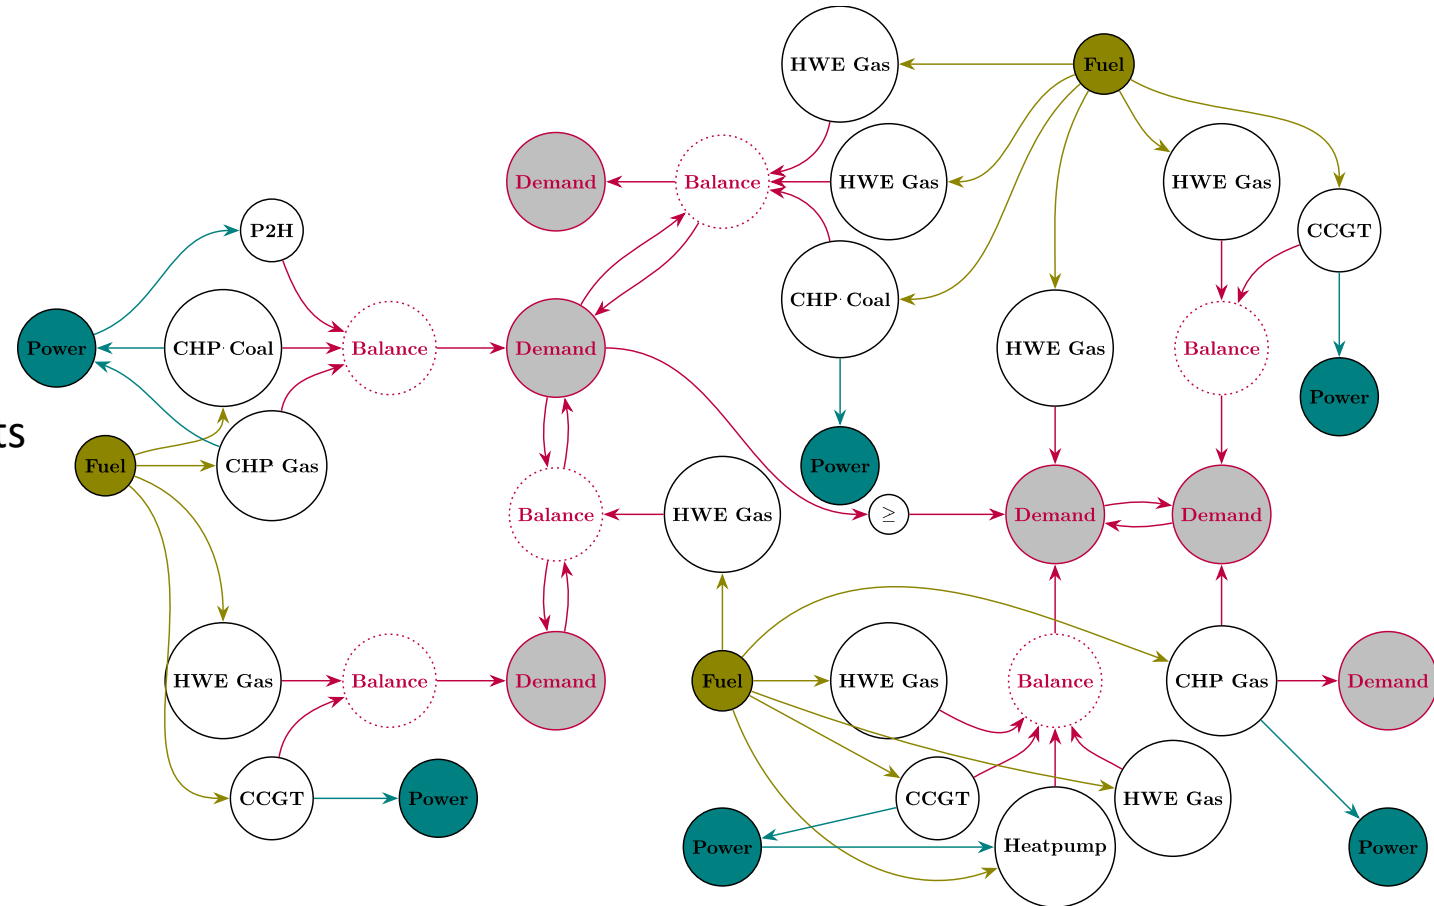 HWE Gas
Fuel
Demand
Balance
HWE Gas
HWE Gas
P2H
CCGT
CHP Coal
Power
CHP Coal
Balance
Demand
HWE Gas
Balance
Power
ts
Fuel
CHP Gas
Power
Balance
HWE Gas
≥
Demand
Demand
HWE Gas
Balance
Demand
Fuel
HWE Gas
Balance
CHP Gas
Demand
CCGT
Power
CCGT
HWE Gas
Power
Heatpump
Power